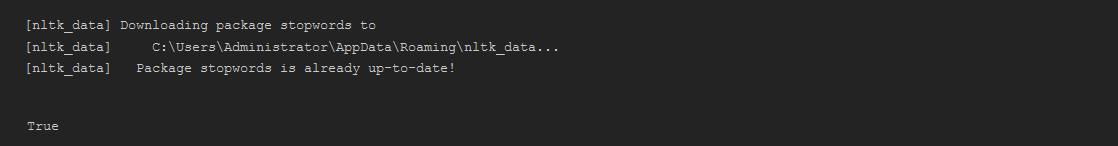 [nltk_data] Downloading package stopwords to
[nltk_data]     C:\Users\Administrator\AppData\Roaming\nltk_data...
[nltk_data]   Package stopwords is already up-to-date!
True